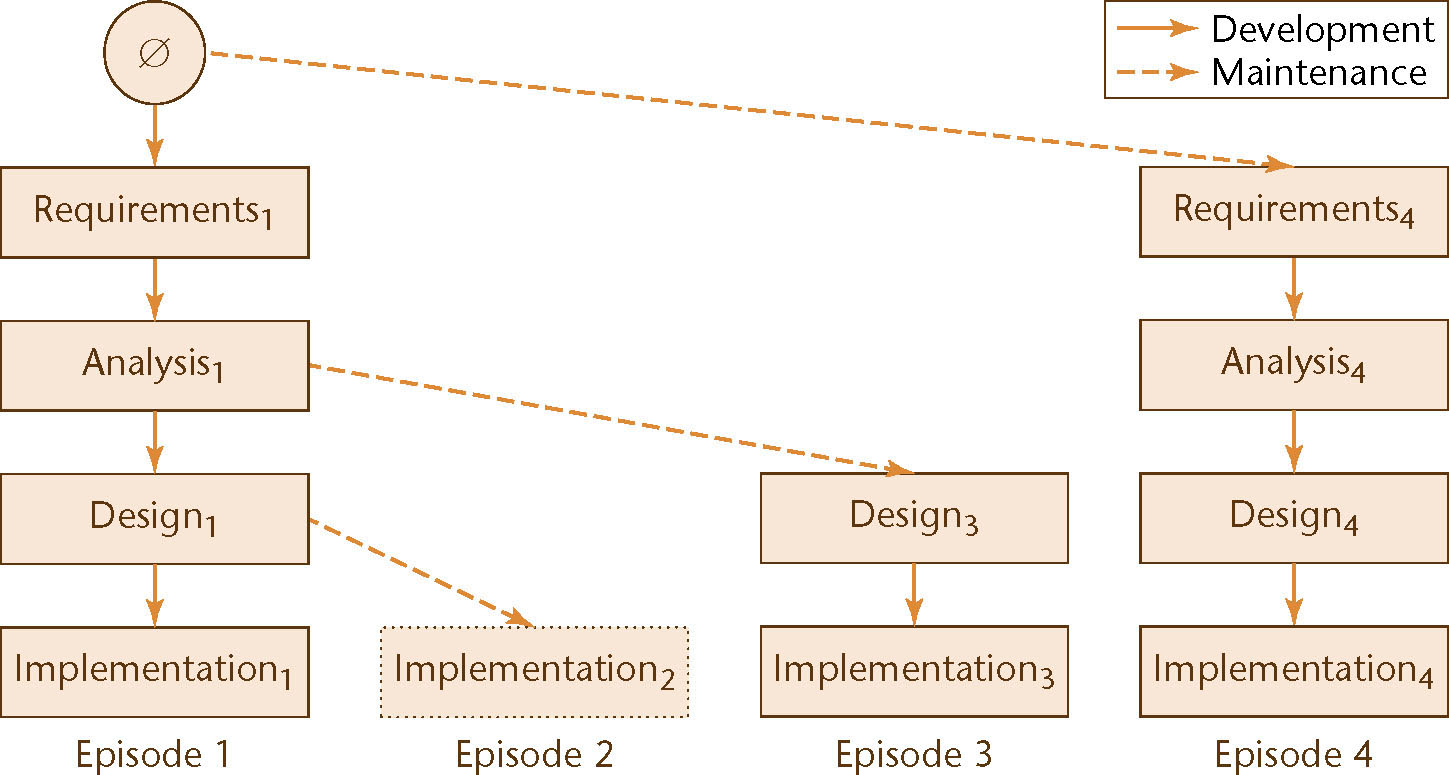 ∅
Development
Maintenance
Requirements₁
Requirements₄
Analysis₁
Analysis₄
Design₁
Design₃
Design₄
Implementation₁
Implementation₂
Implementation₃
Implementation₄
Episode 1
Episode 2
Episode 3
Episode 4